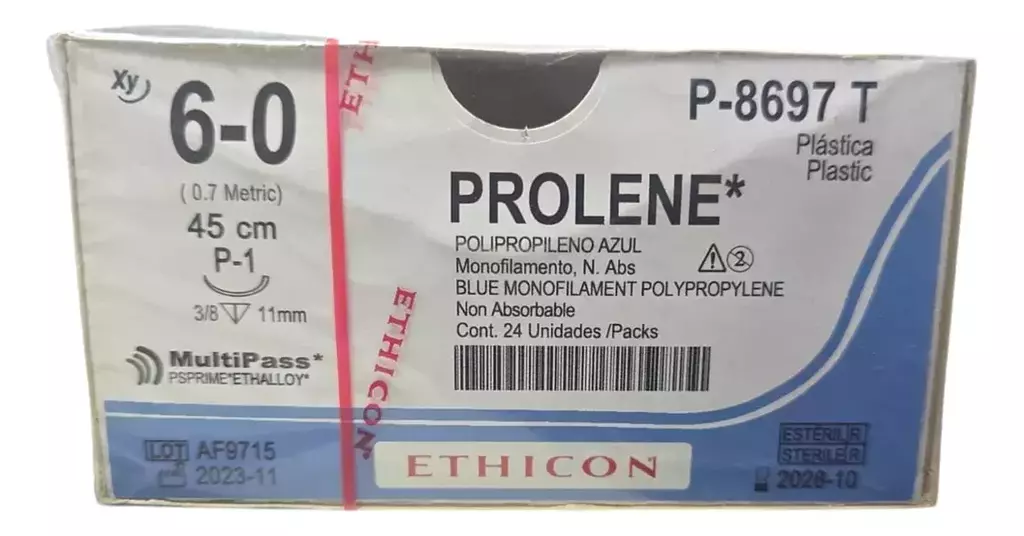 Xy
6-0
(0.7 Metric)
45 cm
P-1
3/8 11mm
MultiPass*
PSPRIME*ETHALLOY*
LOT AF9715
2023-11
ETH
ETHICON
P-8697 T
Plástica
Plastic
PROLENE*
POLIPROPILENO AZUL
Monofilamento, N. Abs
2
BLUE MONOFILAMENT POLYPROPYLENE
Non Absorbable
Cont. 24 Unidades /Packs
ETHICON
ESTÉRIL R
STERILE R
2028-10